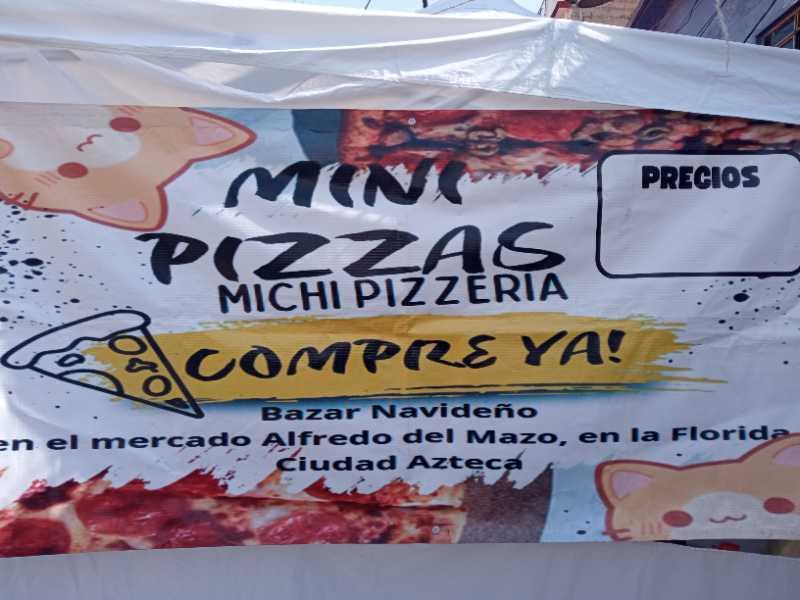 MINI
PIZZAS
MICHI PIZZERIA
PRECIOS
COMPRE YA!
Bazar Navideño
en el mercado Alfredo del Mazo, en la Florida
Ciudad Azteca